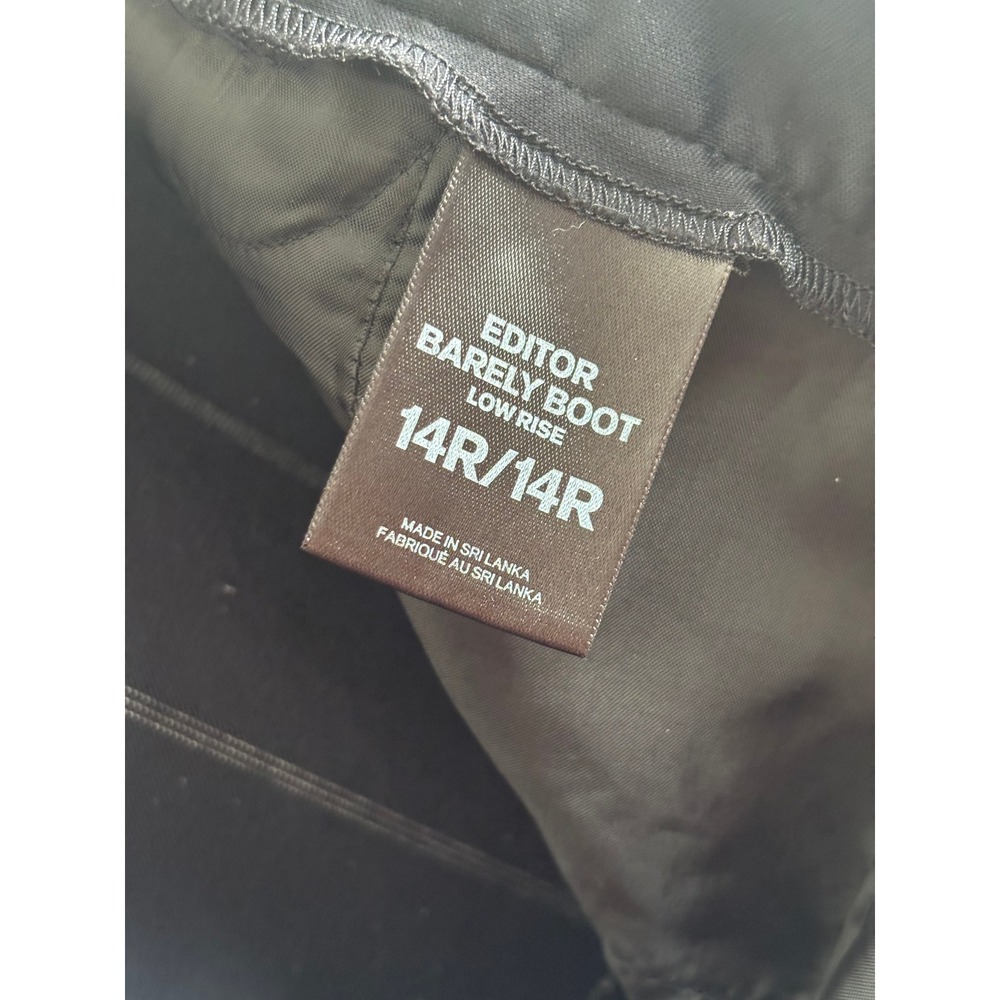 EDITOR
BARELY BOOT
LOW RISE
14R/14R
MADE IN SRI LANKA
FABRIQUÉ AU SRI LANKA